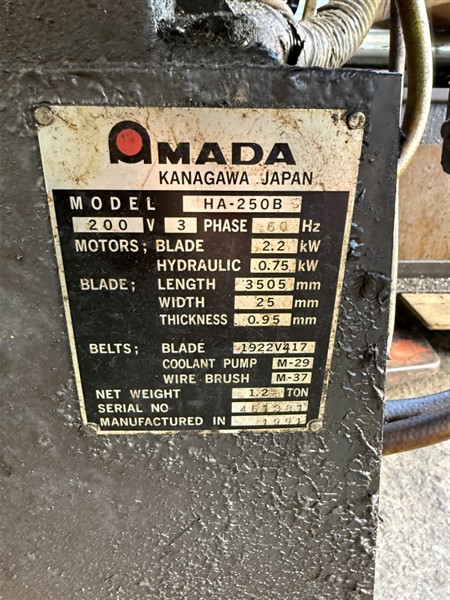 AMADA
KANAGAWA JAPAN
MODEL HA-250B
200 V 3 PHASE 60 Hz
MOTORS; BLADE 2.2 kW
HYDRAULIC 0.75 kW
BLADE; LENGTH 3505 mm
WIDTH 25 mm
THICKNESS 0.95 mm
BELTS; BLADE 1922V417
COOLANT PUMP M-29
WIRE BRUSH M-37
NET WEIGHT TON
SERIAL NO
MANUFACTURED IN 1991